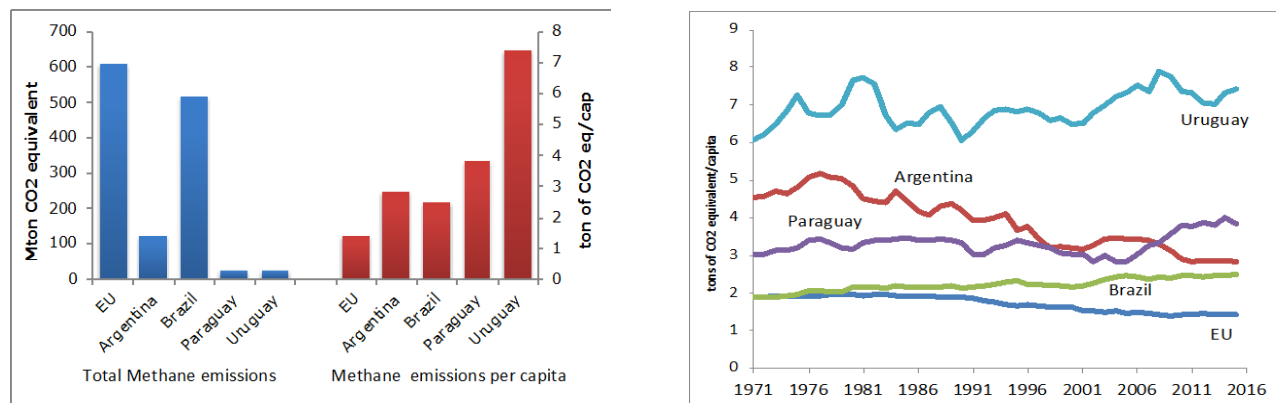 700
600
500
400
300
200
100
0
Mton CO2 equivalent
8
7
6
5
4
3
2
1
0
ton of CO2 eq/cap
EU
Argentina
Brazil
Paraguay
Uruguay
EU
Argentina
Brazil
Paraguay
Uruguay
Total Methane emissions
Methane emissions per capita
9
8
7
6
5
4
3
2
1
0
tons of CO2 equivalent/capita
Uruguay
Argentina
Paraguay
Brazil
EU
1971 1976 1981 1986 1991 1996 2001 2006 2011 2016